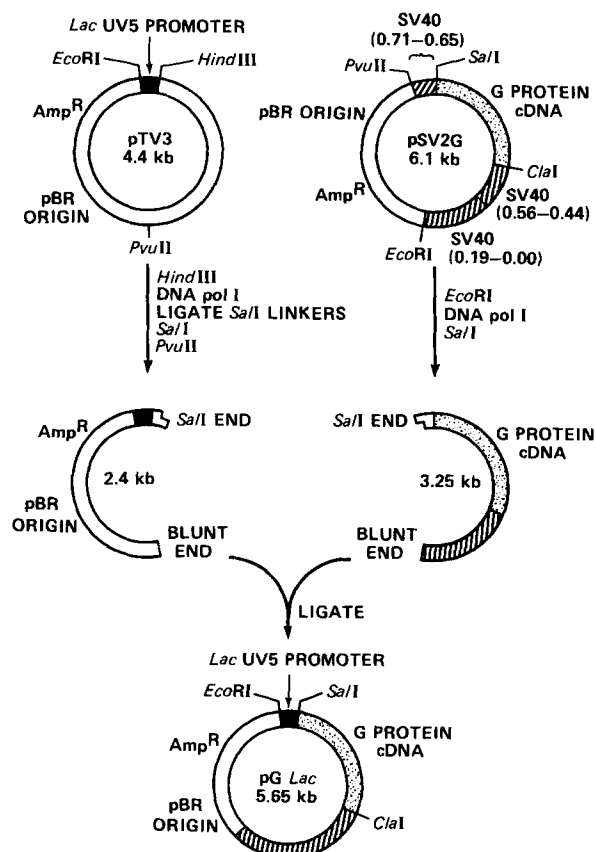 Lac UV5 PROMOTER
EcoRI
HindIII
AmpR
pTV3
4.4 kb
pBR
ORIGIN
PvuII
HindIII
DNA pol I
LIGATE SalI LINKERS
SalI
PvuII
SV40
(0.71–0.65)
PvuII
SalI
G PROTEIN
cDNA
pBR ORIGIN
pSV2G
6.1 kb
ClaI
AmpR
SV40
(0.56–0.44)
EcoRI
SV40
(0.19–0.00)
EcoRI
DNA pol I
SalI
AmpR
SalI END
2.4 kb
pBR
ORIGIN
BLUNT
END
SalI END
G PROTEIN
cDNA
3.25 kb
BLUNT
END
LIGATE
Lac UV5 PROMOTER
EcoRI
SalI
AmpR
G PROTEIN
cDNA
pG Lac
5.65 kb
pBR
ORIGIN
ClaI